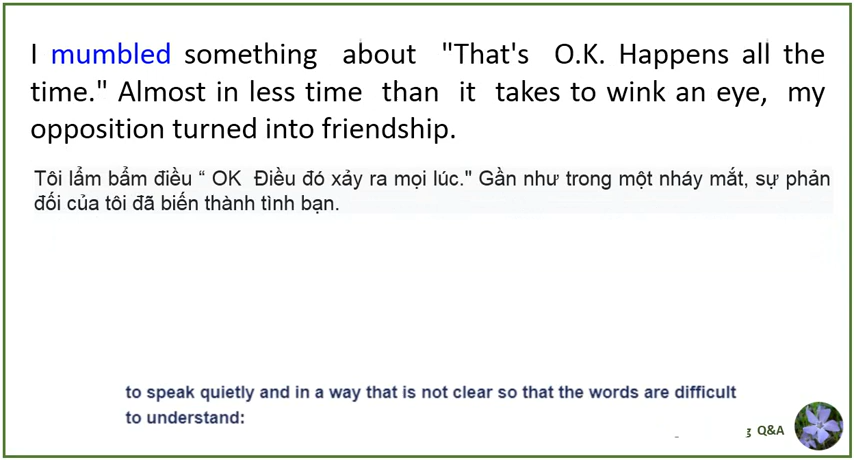 I mumbled something about "That's O.K. Happens all the
time." Almost in less time than it takes to wink an eye, my
opposition turned into friendship.
Tôi lẩm bẩm điều “ OK Điều đó xảy ra mọi lúc." Gần như trong một nháy mắt, sự phản
đối của tôi đã biến thành tình bạn.
to speak quietly and in a way that is not clear so that the words are difficult
to understand:
Q&A